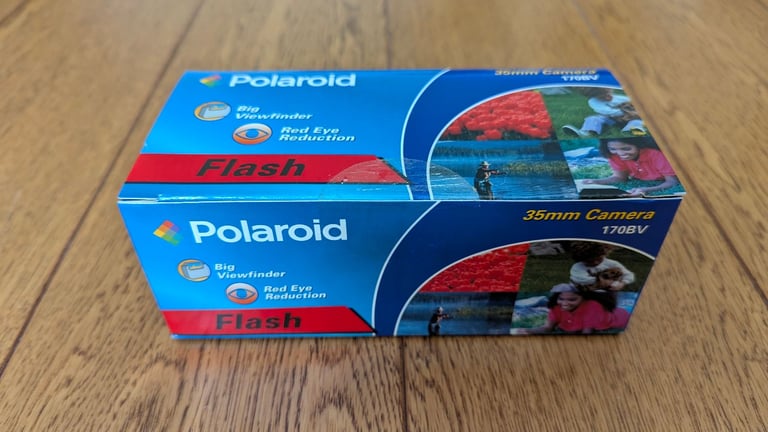 Polaroid
Big
Viewfinder
Red Eye
Reduction
Flash
35mm Camera
170BV
Polaroid
Big
Viewfinder
Red Eye
Reduction
Flash
35mm Camera
170BV